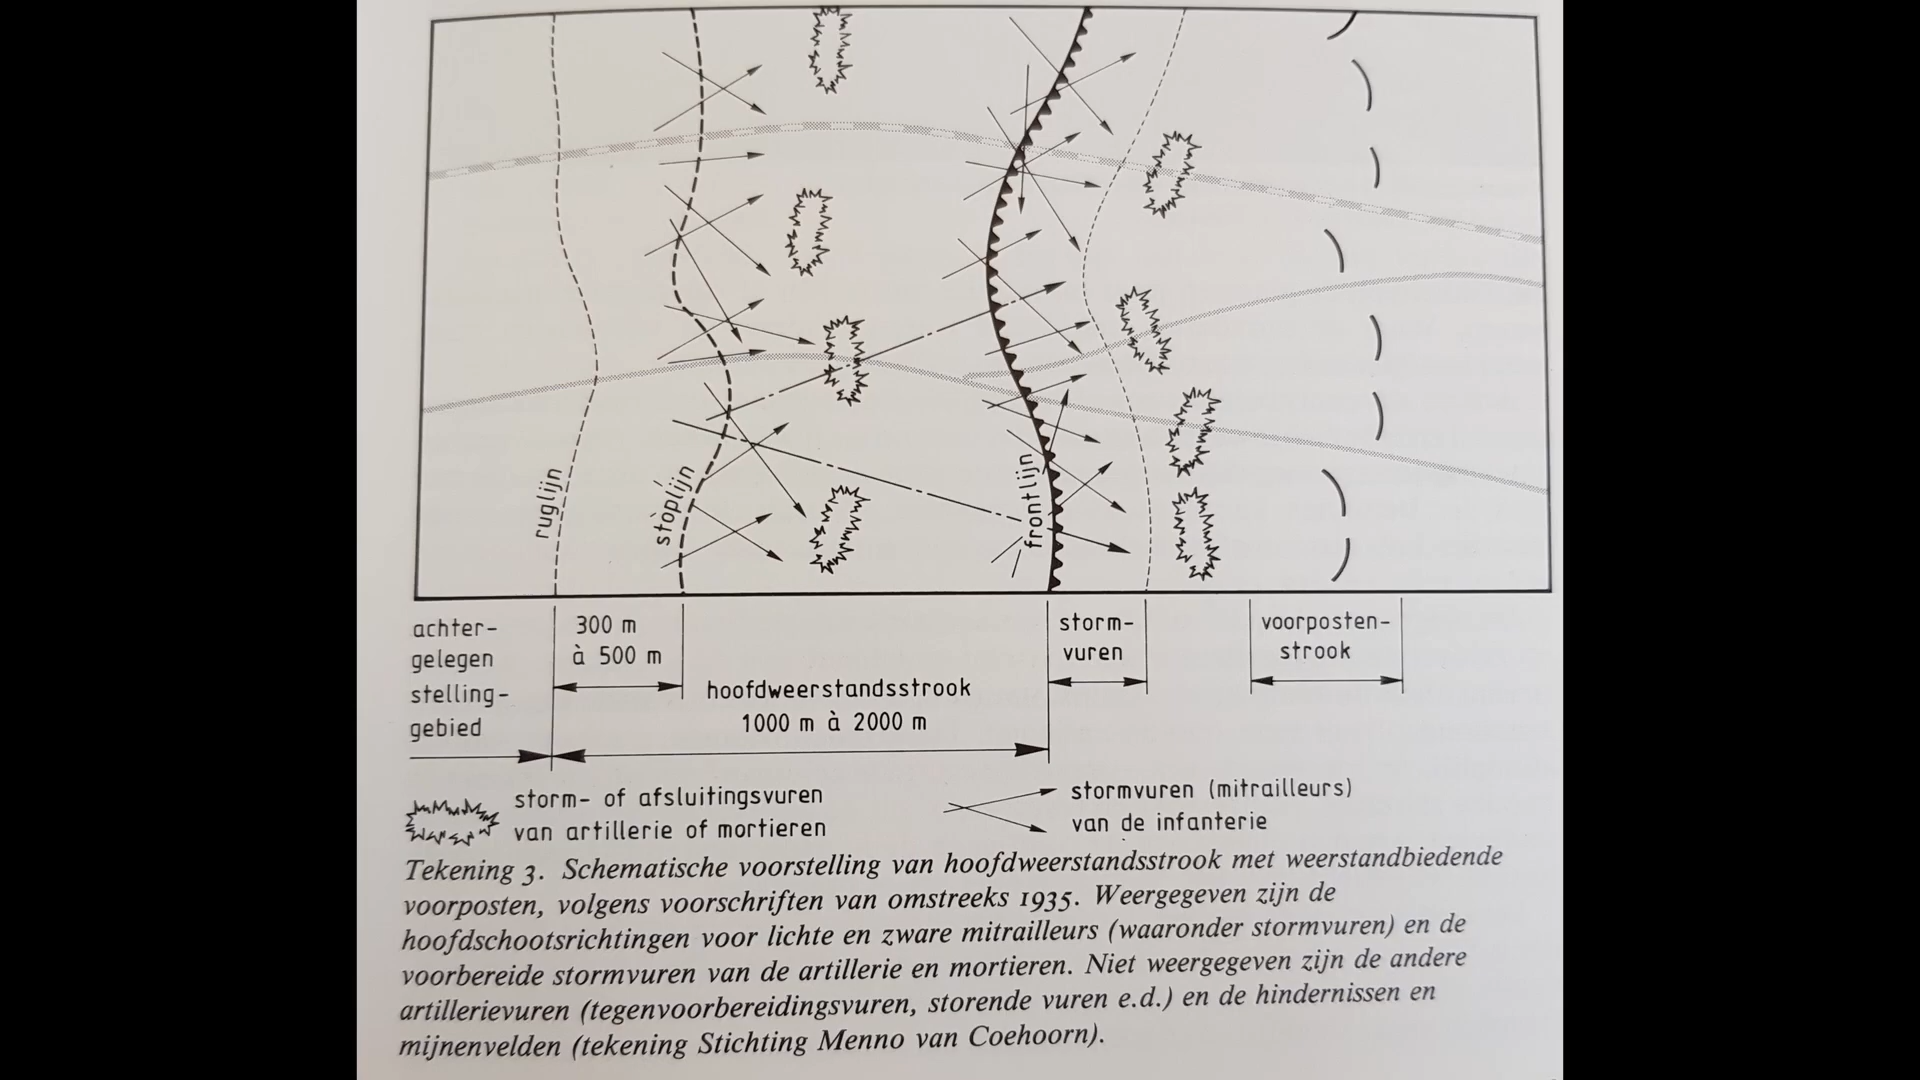 ruglijn
stoplijn
frontlijn
achter-
gelegen
stelling-
gebied
300 m
à 500 m
hoofdweerstandsstrook
1000 m à 2000 m
storm-
vuren
voorposten-
strook
storm- of afsluitingsvuren
van artillerie of mortieren
stormvuren (mitrailleurs)
van de infanterie
Tekening 3. Schematische voorstelling van hoofdweerstandsstrook met weerstandbiedende
voorposten, volgens voorschriften van omstreeks 1935. Weergegeven zijn de
hoofdschootsrichtingen voor lichte en zware mitrailleurs (waaronder stormvuren) en de
voorbereide stormvuren van de artillerie en mortieren. Niet weergegeven zijn de andere
artillerievuren (tegenvoorbereidingsvuren, storende vuren e.d.) en de hindernissen en
mijnenvelden (tekening Stichting Menno van Coehoorn).